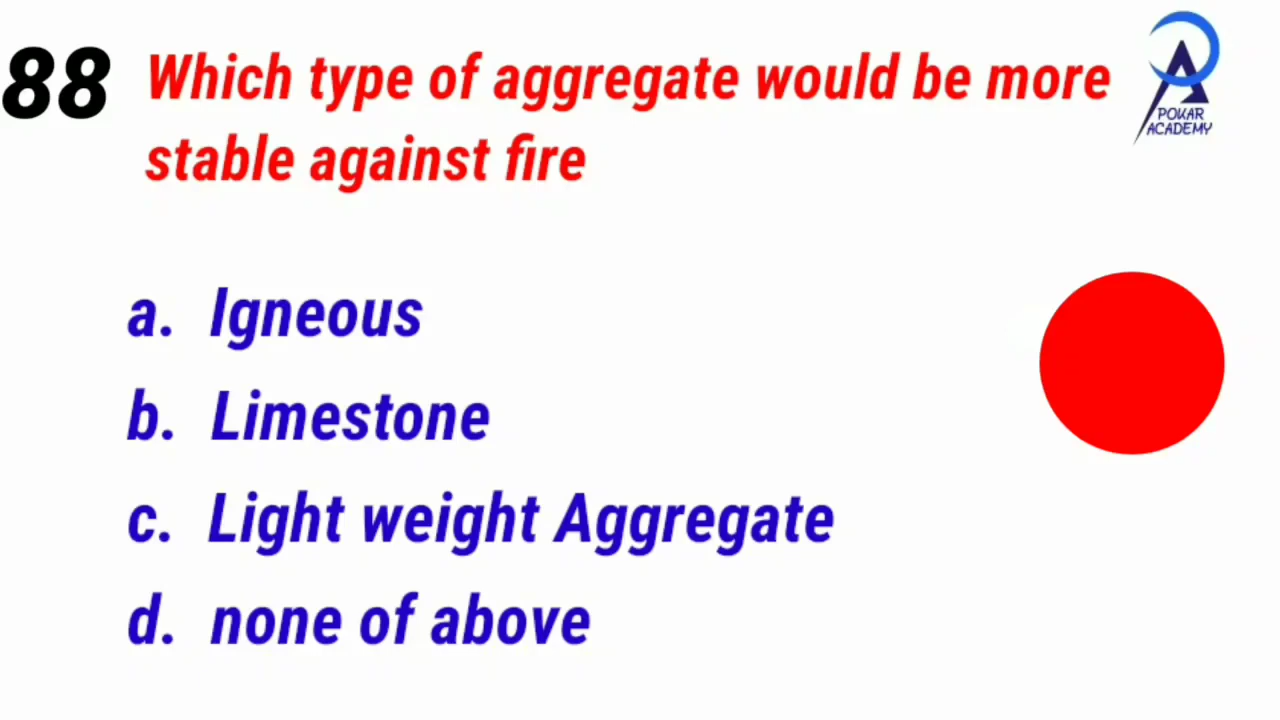 88 Which type of aggregate would be more
stable against fire
POKAR
ACADEMY
a. Igneous
b. Limestone
c. Light weight Aggregate
d. none of above